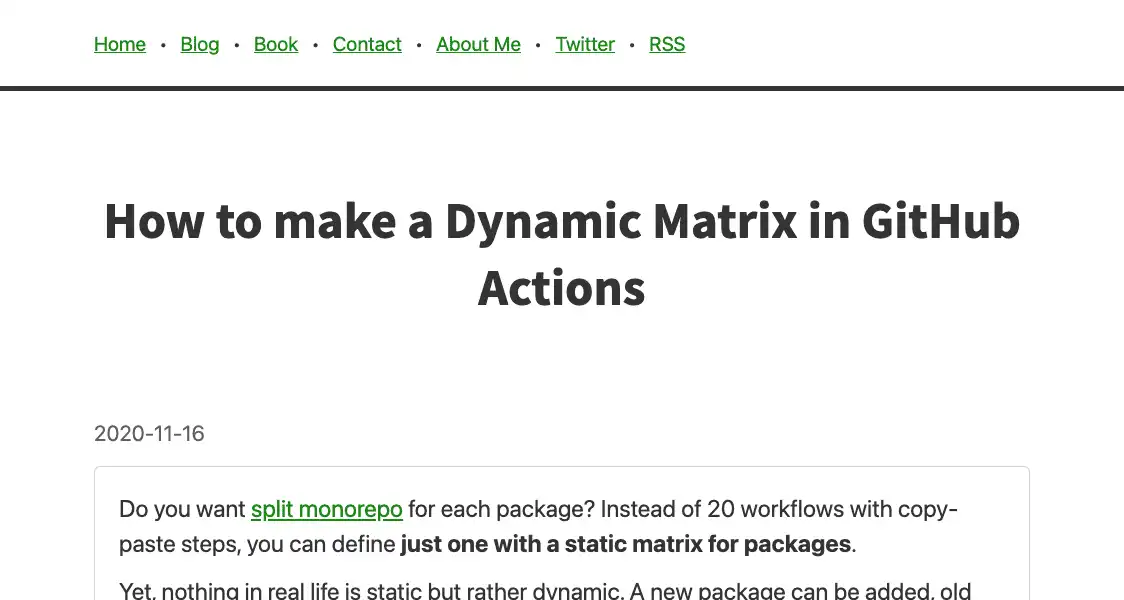 Home • Blog • Book • Contact • About Me • Twitter • RSS
How to make a Dynamic Matrix in GitHub
Actions
2020-11-16
Do you want split monorepo for each package? Instead of 20 workflows with copy-
paste steps, you can define just one with a static matrix for packages.
Yet, nothing in real life is static but rather dynamic. A new package can be added, old